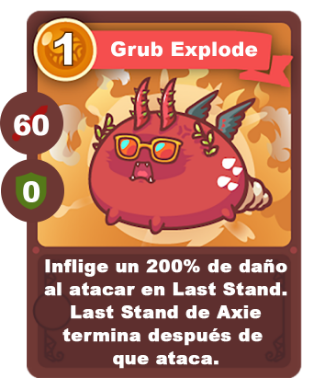 1
Grub Explode
60
0
Inflige un 200% de daño
al atacar en Last Stand.
Last Stand de Axie
termina después de
que ataca.